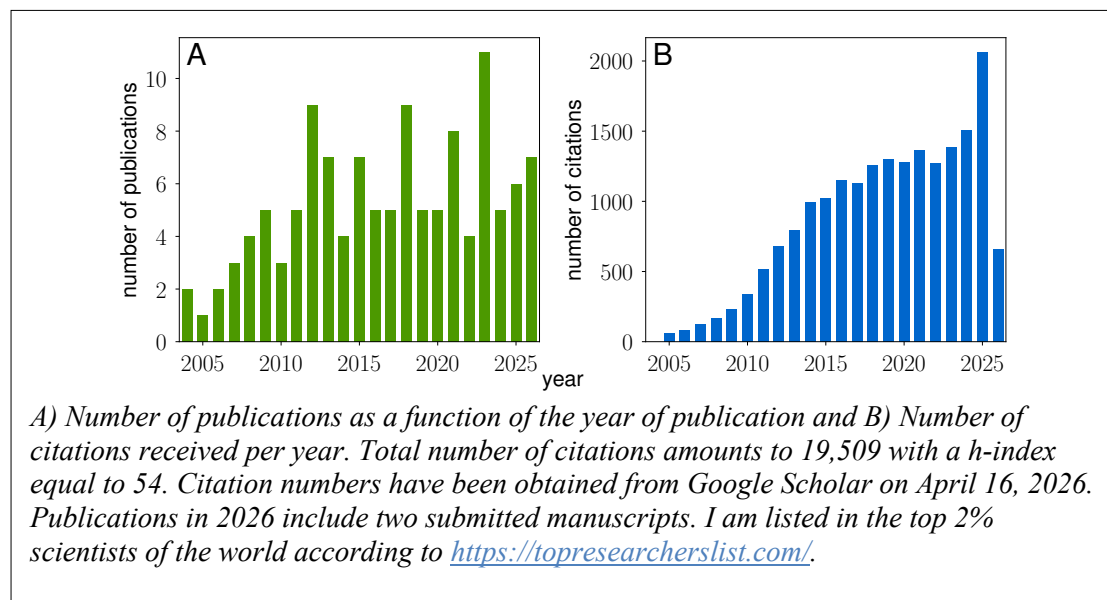 A
B
number of publications
10
8
6
4
2
0
2005 2010 2015 2020 2025
number of citations
2000
1500
1000
500
0
2005 2010 2015 2020 2025
year
A) Number of publications as a function of the year of publication and B) Number of
citations received per year. Total number of citations amounts to 19,509 with a h-index
equal to 54. Citation numbers have been obtained from Google Scholar on April 16, 2026.
Publications in 2026 include two submitted manuscripts. I am listed in the top 2%
scientists of the world according to https://topresearcherslist.com/.